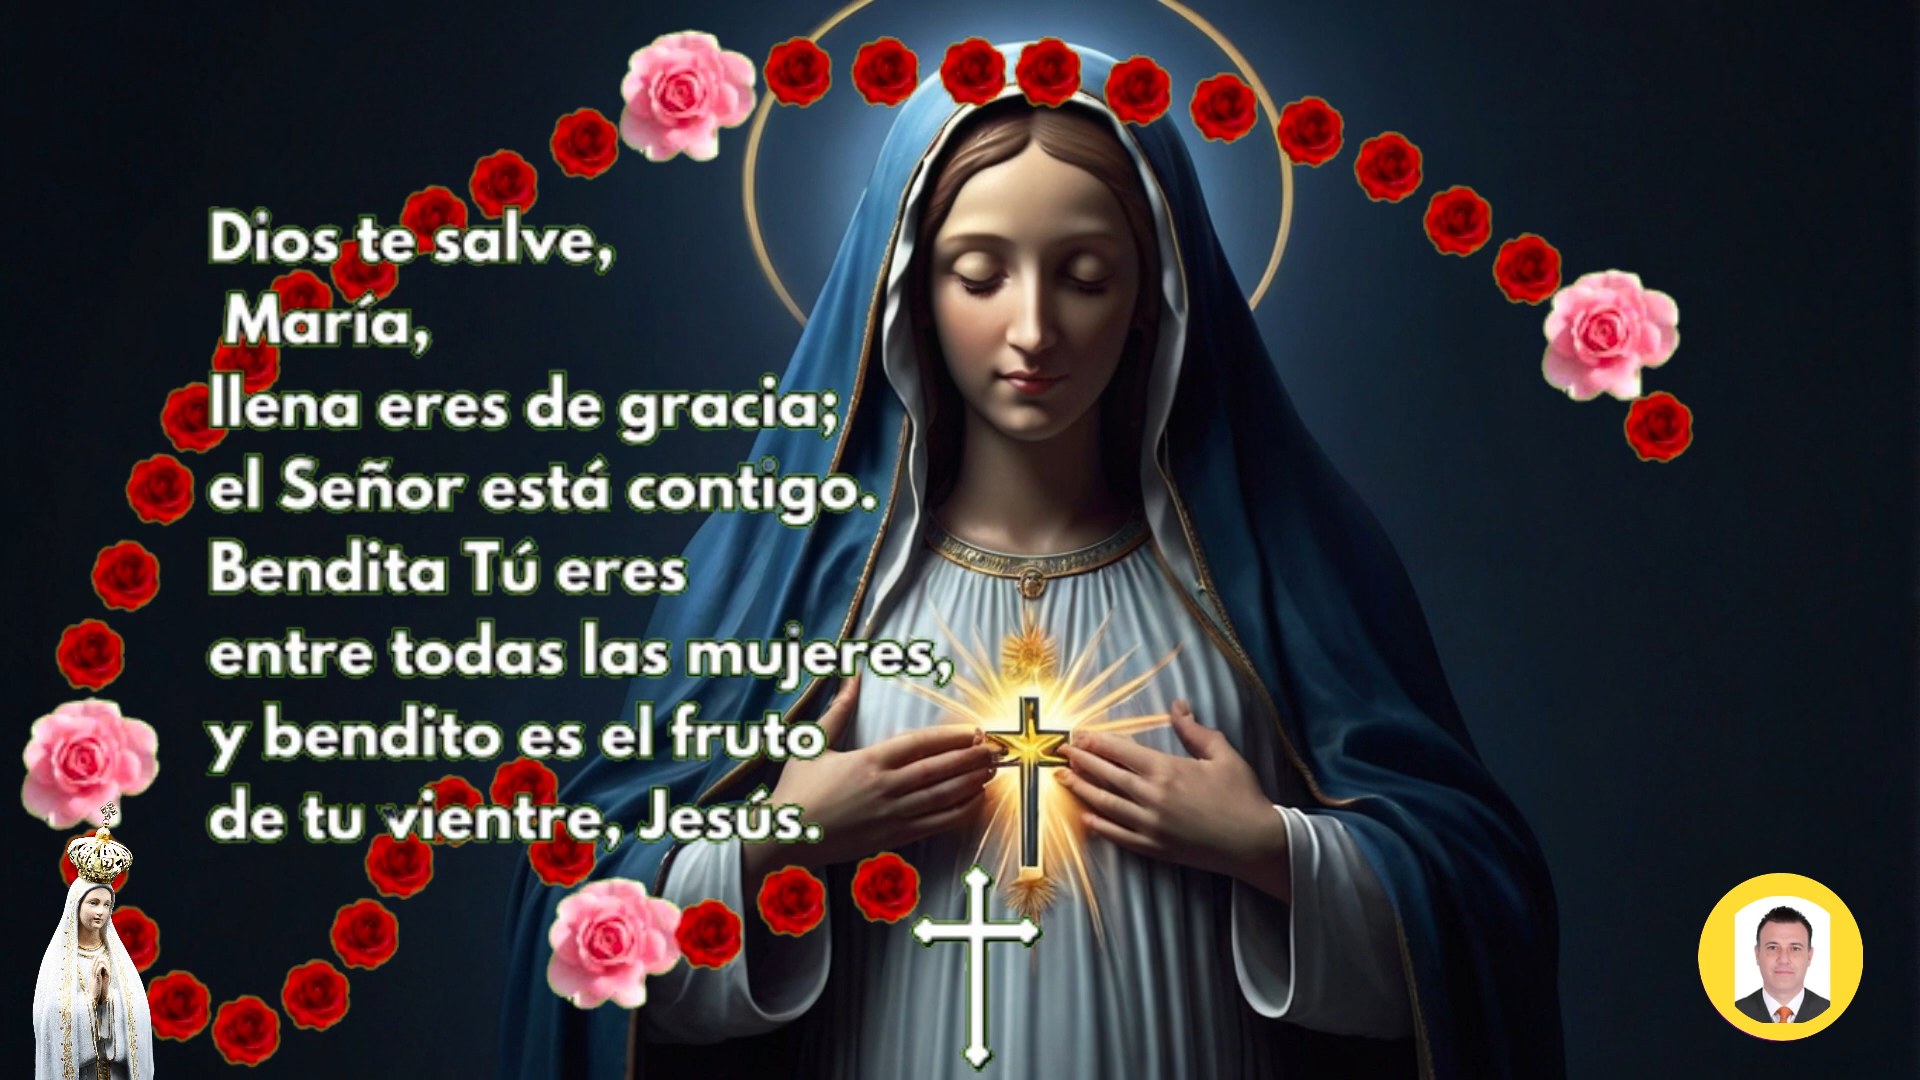 Dios te salve,
María,
llena eres de gracia;
el Señor está contigo.
Bendita Tú eres
entre todas las mujeres,
y bendito es el fruto
de tu vientre, Jesús.